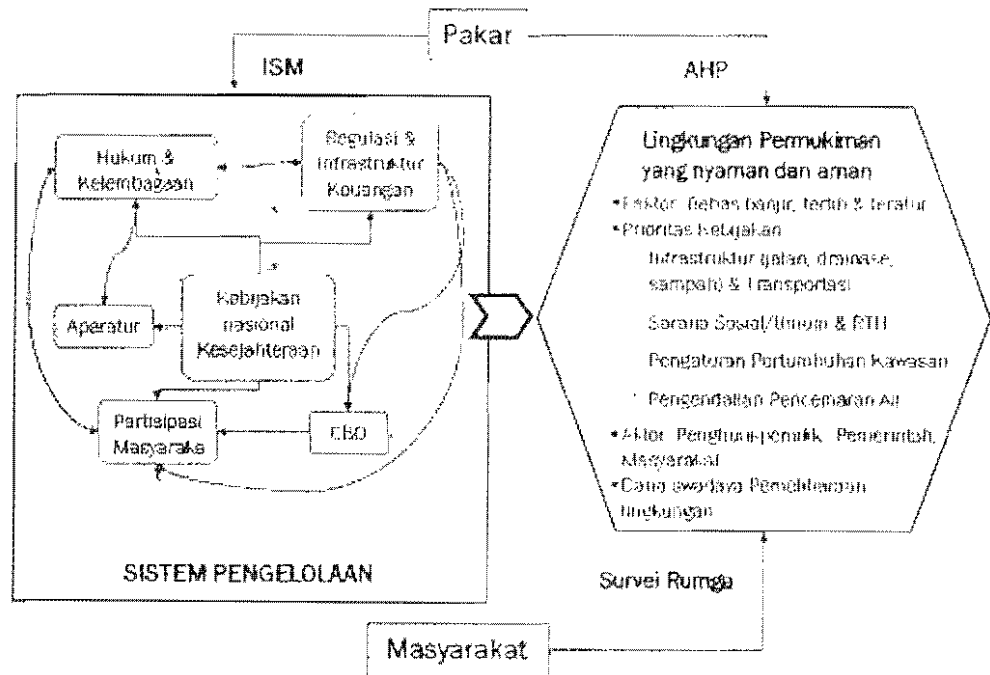 Pakar
ISM
AHP
Hukum &
Kelembagaan
Regulasi &
Infrastruktur
Kouangan
Aparatur
Kebijakan
nasional
Kesejahteraan
Partisipasi
Masyaraka
CBO
SISTEM PENGELOLAAN
Lingkungan Permukiman
yang nyaman dan aman
•Faktor Bebas banjir, tertib & teratur
•Prioritas Kebijakan
Infrastruktur (jalan, drainase,
sampah) & Transportasi
Sarana Sosial/Umum & RTH
Pengaturan Pertumbuhan Kawasan
Pengendalian Pencemaran Air
•Aktor Penghuni-pemilik, Pemerintah,
Masyarakat
•Dana swadaya Pemeliharaan
lingkungan
Survei Rumga
Masyarakat